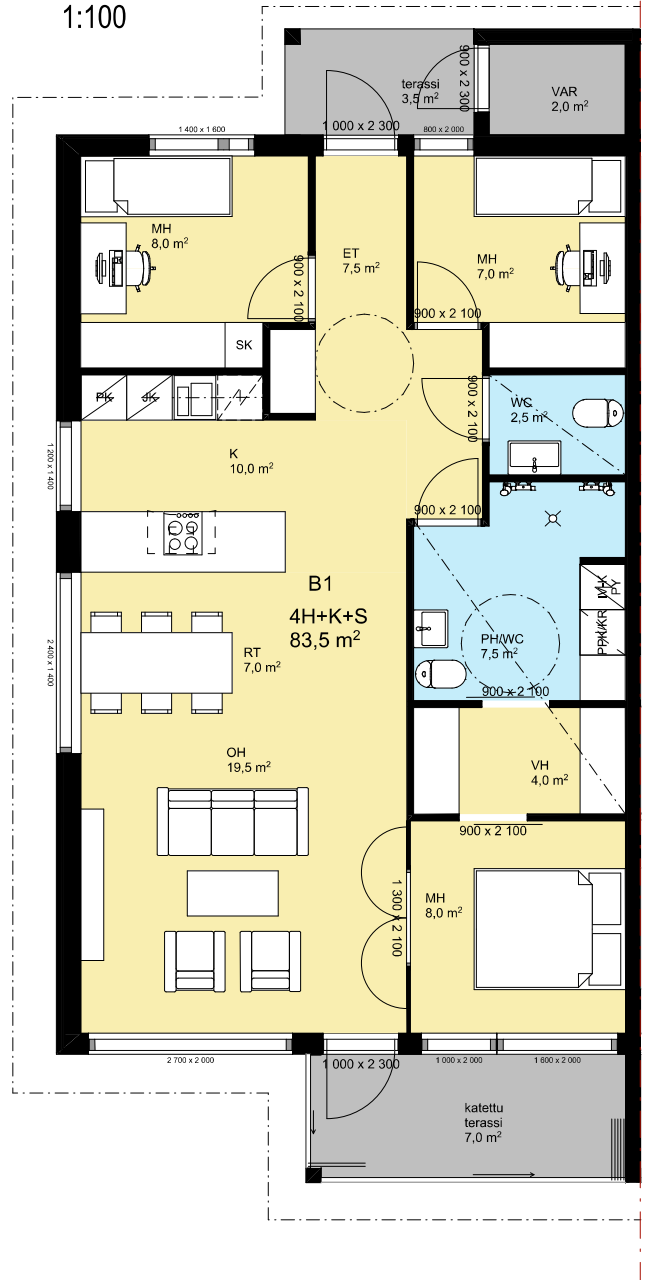 1:100
terassi
3,5 m²
900 x 2 300
VAR
2,0 m²
1 400 x 1 600
1 000 x 2 300
800 x 2 000
MH
8,0 m²
ET
7,5 m²
MH
7,0 m²
900 x 2 100
900 x 2 100
SK
PK
JK
900 x 2 100
WC
2,5 m²
K
10,0 m²
1 200 x 1 400
900 x 2 100
B1
4H+K+S
83,5 m²
PY
PPK/KR
RT
7,0 m²
2 400 x 1 400
PH/WC
7,5 m²
900 x 2 100
OH
19,5 m²
VH
4,0 m²
900 x 2 100
1 300 x 2 100
MH
8,0 m²
2 700 x 2 000
1 000 x 2 300
1 000 x 2 000
1 600 x 2 000
katettu
terassi
7,0 m²